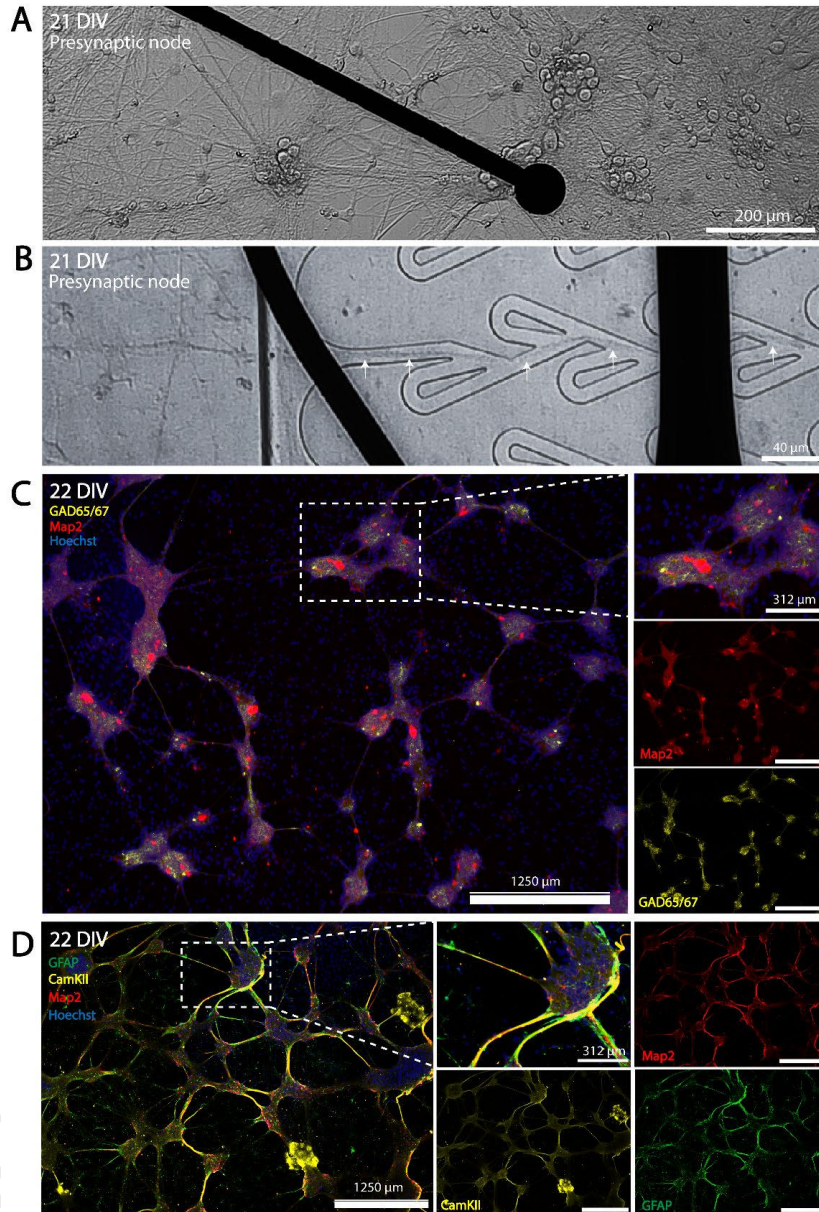 A
21 DIV
Presynaptic node
200 µm
B
21 DIV
Presynaptic node
40 µm
C
22 DIV
GAD65/67
Map2
Hoechst
1250 µm
312 µm
Map2
GAD65/67
D
22 DIV
GFAP
CamKII
Map2
Hoechst
1250 µm
312 µm
Map2
CamKII
GFAP